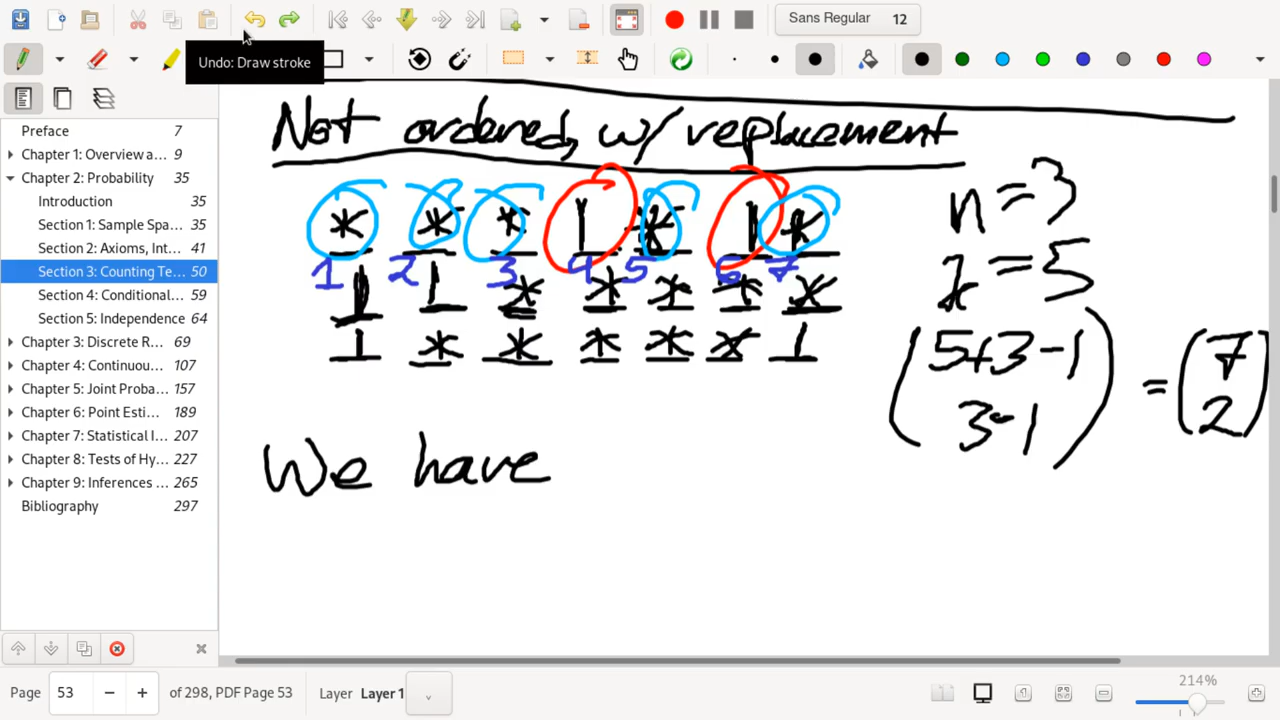 Sans Regular 12
Undo: Draw stroke
Preface 7
Chapter 1: Overview a... 9
Chapter 2: Probability 35
Introduction 35
Section 1: Sample Spa... 35
Section 2: Axioms, Int... 41
Section 3: Counting Te... 50
Section 4: Conditional... 59
Section 5: Independence 64
Chapter 3: Discrete R... 69
Chapter 4: Continuou... 107
Chapter 5: Joint Proba... 157
Chapter 6: Point Esti... 189
Chapter 7: Statistical I... 207
Chapter 8: Tests of Hy... 227
Chapter 9: Inferences ... 265
Bibliography 297
Not ordered, w/ replacement
* * * | * | *
1 2 3 4 5 6 7
| | * * * * *
| * * * * * |
n = 3
k = 5
(5+3-1
3-1) = (7
2)
We have
Page 53 of 298, PDF Page 53 Layer Layer 1 214%